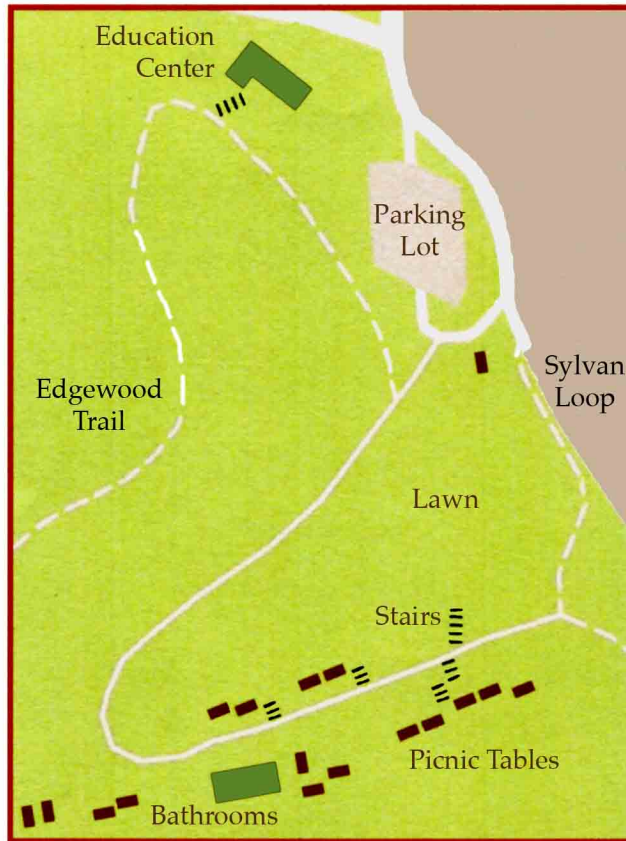 Education
Center
Parking
Lot
Edgewood
Trail
Sylvan
Loop
Lawn
Stairs
Picnic Tables
Bathrooms